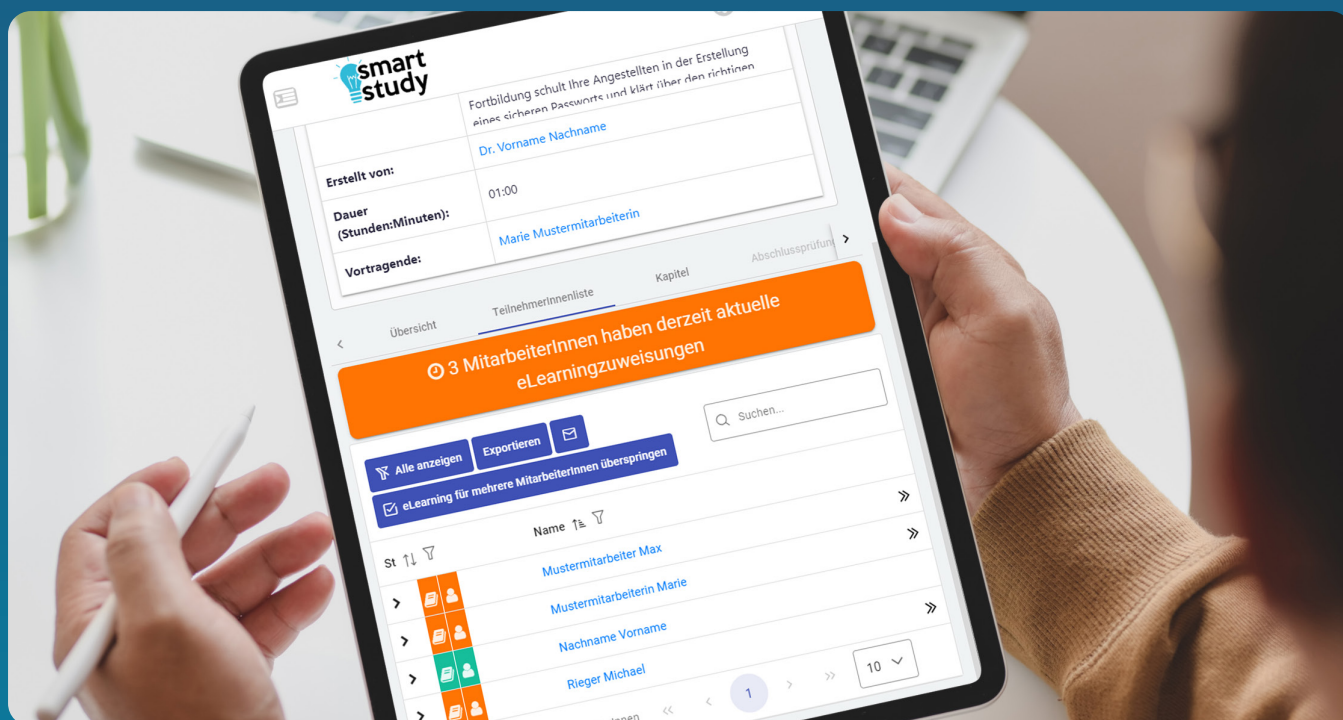 smart
study
Fortbildung schult Ihre Angestellten in der Erstellung
eines sicheren Passworts und klärt über den richtigen
Erstellt von:
Dr. Vorname Nachname
Dauer
(Stunden:Minuten):
01:00
Vortragende:
Marie Mustermitarbeiterin
Übersicht
TeilnehmerInnenliste
Kapitel
Abschlussprüfun
3 MitarbeiterInnen haben derzeit aktuelle
eLearningzuweisungen
Alle anzeigen
Exportieren
Suchen...
eLearning für mehrere MitarbeiterInnen überspringen
St
Name
Mustermitarbeiter Max
Mustermitarbeiterin Marie
Nachname Vorname
Rieger Michael
1
10